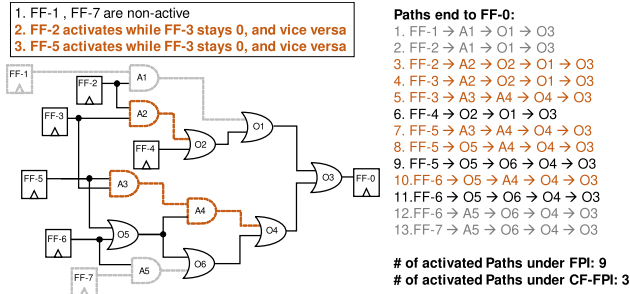 1. FF-1 , FF-7 are non-active
2. FF-2 activates while FF-3 stays 0, and vice versa
3. FF-5 activates while FF-3 stays 0, and vice versa
FF-1
A1
FF-2
A2
FF-3
O1
FF-4
O2
FF-5
A3
O3
FF-0
A4
O5
O4
FF-6
O6
A5
FF-7
Paths end to FF-0:
1. FF-1 → A1 → O1 → O3
2. FF-2 → A1 → O1 → O3
3. FF-2 → A2 → O2 → O1 → O3
4. FF-3 → A2 → O2 → O1 → O3
5. FF-3 → A3 → A4 → O4 → O3
6. FF-4 → O2 → O1 → O3
7. FF-5 → A3 → A4 → O4 → O3
8. FF-5 → O5 → A4 → O4 → O3
9. FF-5 → O5 → O6 → O4 → O3
10.FF-6 → O5 → A4 → O4 → O3
11.FF-6 → O5 → O6 → O4 → O3
12.FF-6 → A5 → O6 → O4 → O3
13.FF-7 → A5 → O6 → O4 → O3
# of activated Paths under FPI: 9
# of activated Paths under CF-FPI: 3